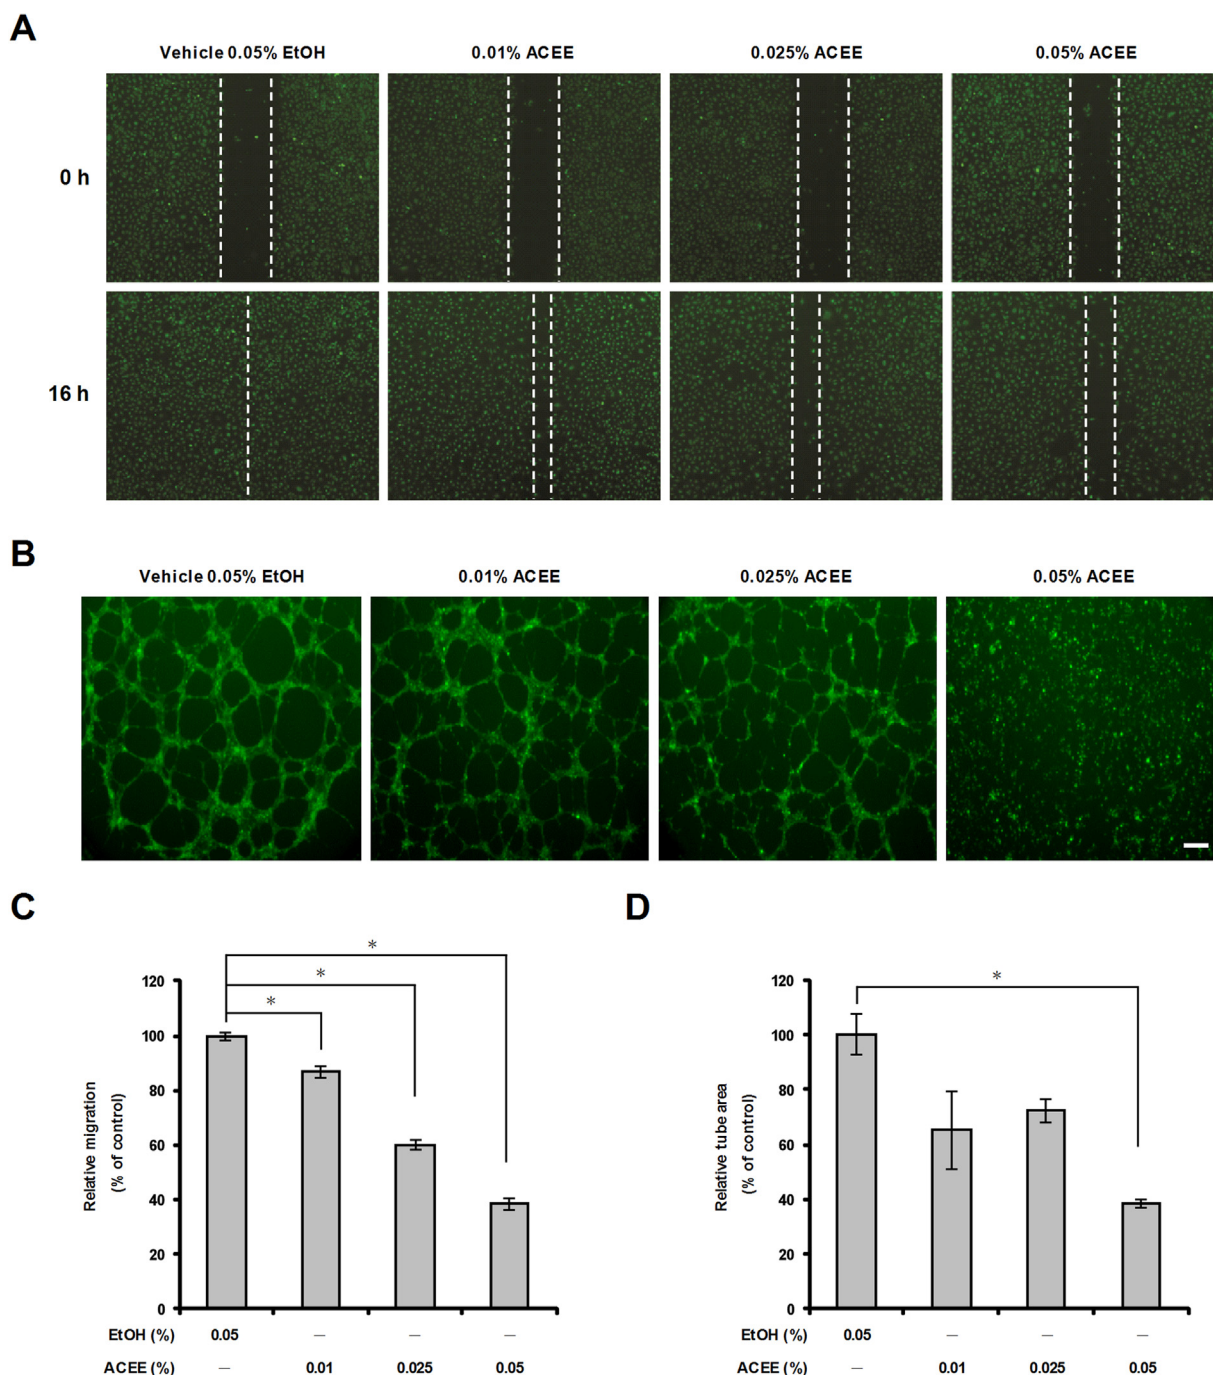 A
Vehicle 0.05% EtOH 0.01% ACEE 0.025% ACEE 0.05% ACEE
0 h
16 h
B
Vehicle 0.05% EtOH 0.01% ACEE 0.025% ACEE 0.05% ACEE
C
Relative migration
(% of control)
120
100
80
60
40
20
0
*
*
*
EtOH (%) 0.05 — — —
ACEE (%) — 0.01 0.025 0.05
D
Relative tube area
(% of control)
120
100
80
60
40
20
0
*
EtOH (%) 0.05 — — —
ACEE (%) — 0.01 0.025 0.05